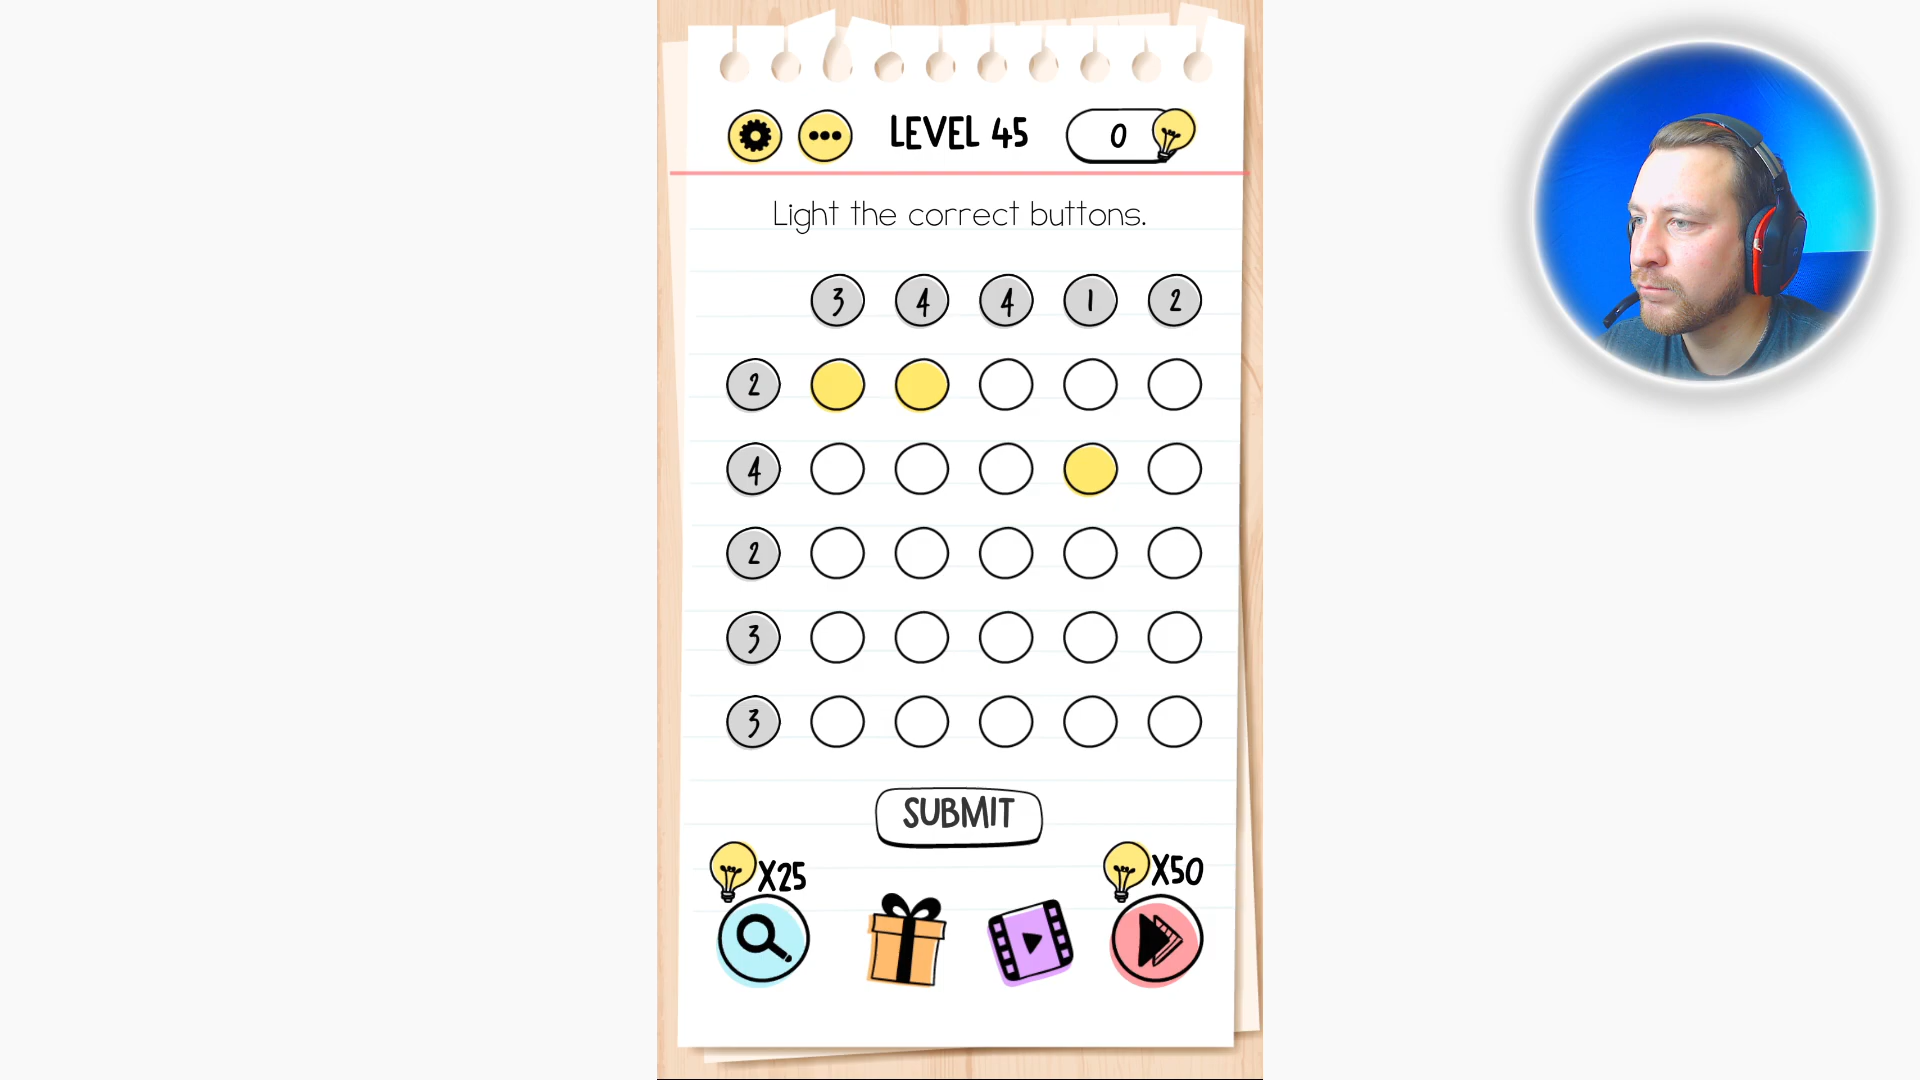 LEVEL 45
0
Light the correct buttons.
3 4 4 1 2
2
4
2
3
3
SUBMIT
X25
X50